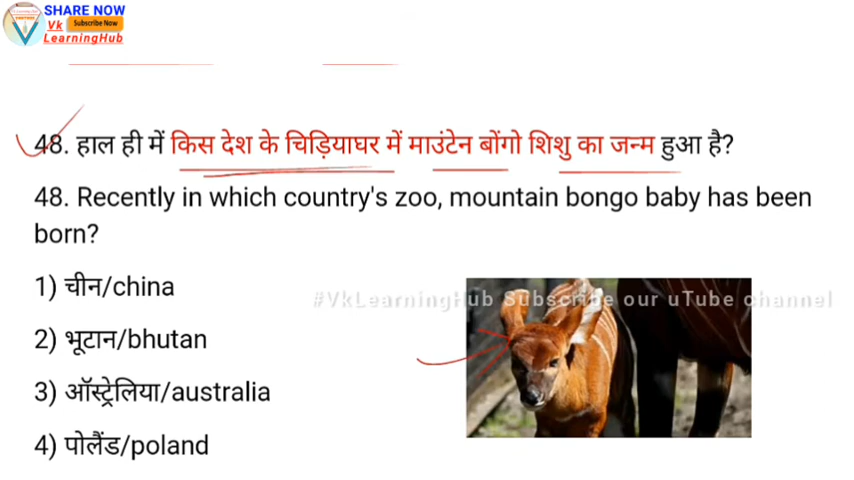 SHARE NOW
Vk Subscribe Now
LearningHub
48. हाल ही में किस देश के चिड़ियाघर में माउंटेन बोंगो शिशु का जन्म हुआ है?
48. Recently in which country's zoo, mountain bongo baby has been
born?
1) चीन/china
#VkLearningHub Subscribe our uTube channel
2) भूटान/bhutan
3) ऑस्ट्रेलिया/australia
4) पोलैंड/poland